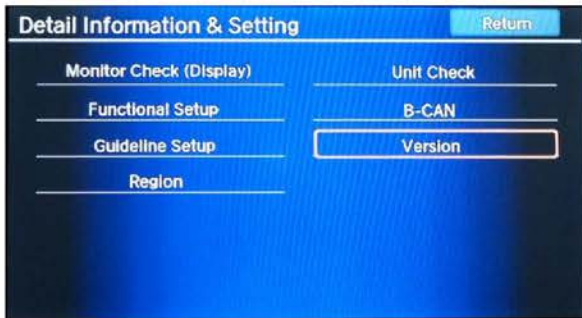 Detail Information & Setting
Return
Monitor Check (Display)
Unit Check
Functional Setup
B-CAN
Guideline Setup
Version
Region